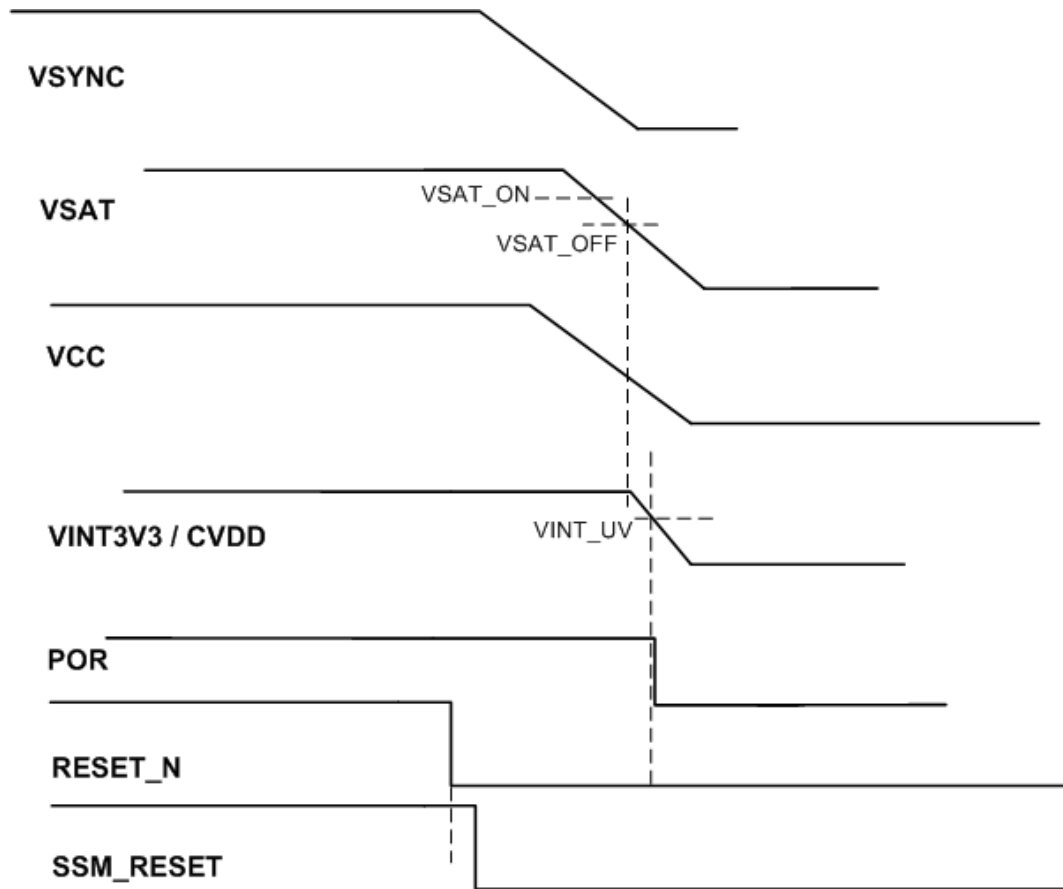 VSYNC
VSAT_ON
VSAT
VSAT_OFF
VCC
VINT_UV
VINT3V3 / CVDD
POR
RESET_N
SSM_RESET